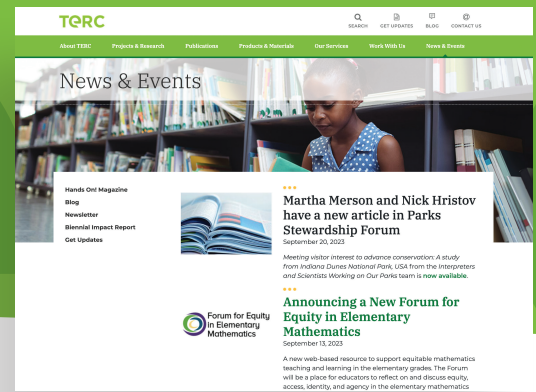 TERC
SEARCH GET UPDATES BLOG CONTACT US
About TERC Projects & Research Publications Products & Materials Our Services Work With Us News & Events
News & Events
Hands On! Magazine
Blog
Newsletter
Biennial Impact Report
Get Updates
Martha Merson and Nick Hristov
have a new article in Parks
Stewardship Forum
September 20, 2023
Meeting visitor interest to advance conservation: A study
from Indiana Dunes National Park, USA from the Interpreters
and Scientists Working on Our Parks team is now available.
Forum for Equity
in Elementary
Mathematics
Announcing a New Forum for
Equity in Elementary
Mathematics
September 13, 2023
A new web-based resource to support equitable mathematics
teaching and learning in the elementary grades. The Forum
will be a place for educators to reflect on and discuss equity,
access, identity, and agency in the elementary mathematics